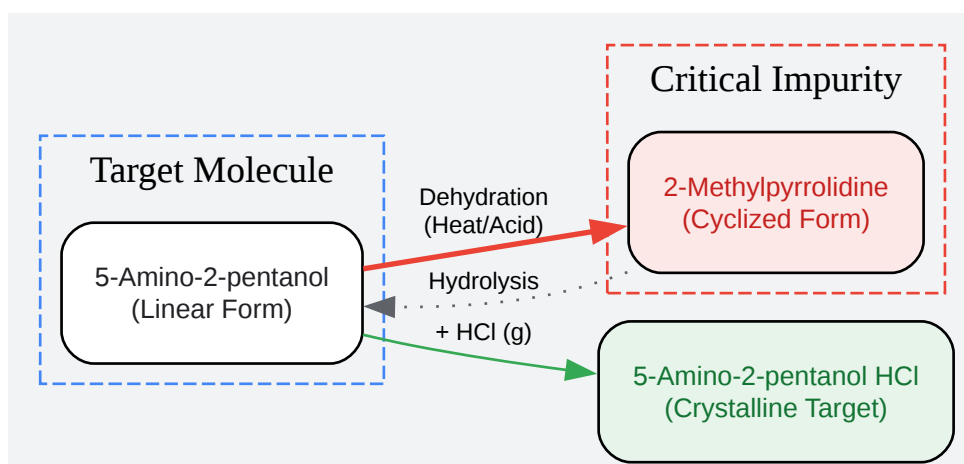 Critical Impurity
2-Methylpyrrolidine
(Cyclized Form)
Target Molecule
5-Amino-2-pentanol
(Linear Form)
Dehydration
(Heat/Acid)
Hydrolysis
+ HCl (g)
5-Amino-2-pentanol HCl
(Crystalline Target)